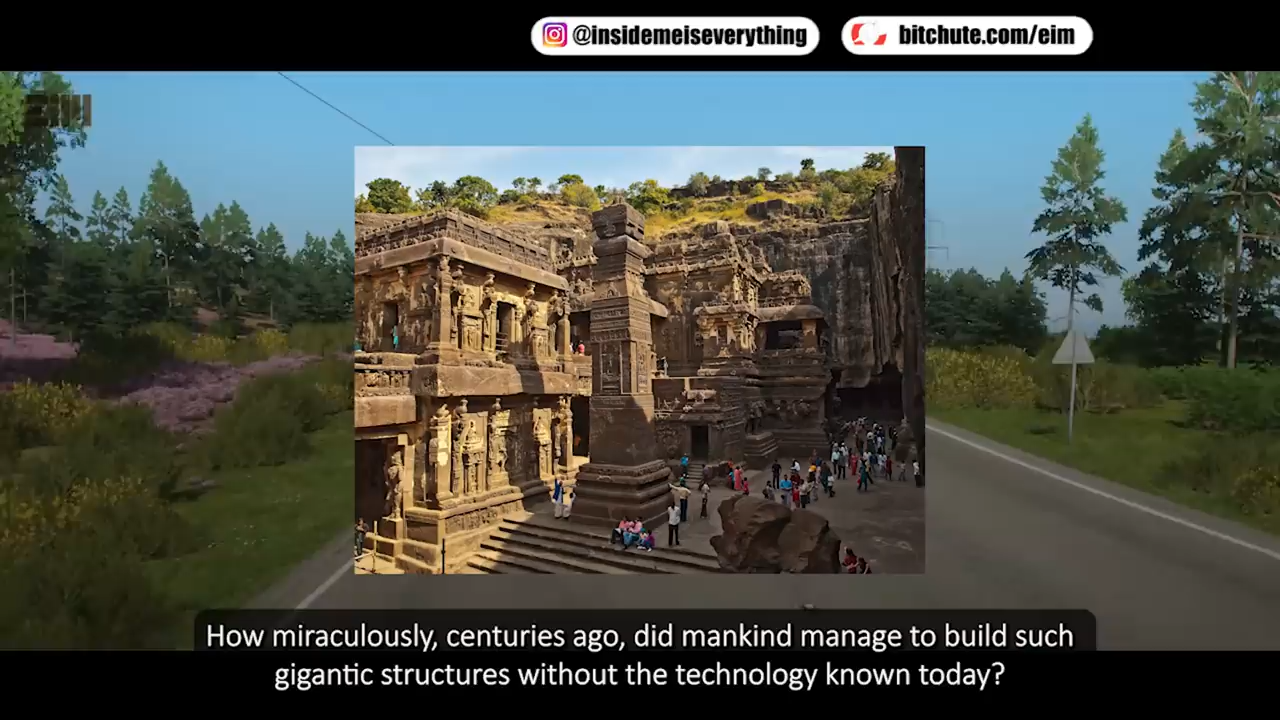 @insidemeiseverything
bitchute.com/eim
How miraculously, centuries ago, did mankind manage to build such
gigantic structures without the technology known today?